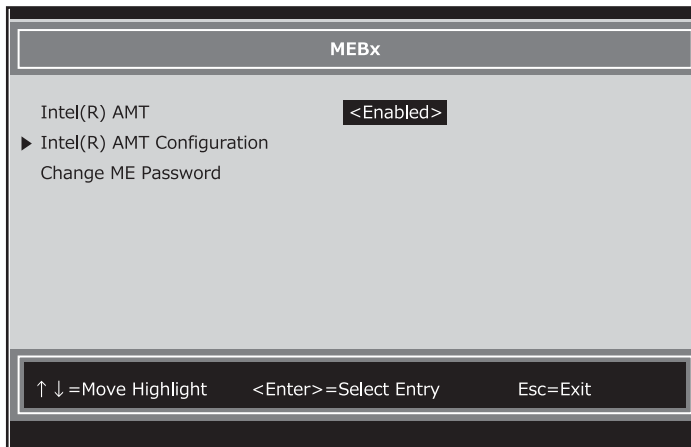 MEBx
Intel(R) AMT <Enabled>
▶ Intel(R) AMT Configuration
Change ME Password
↑↓=Move Highlight <Enter>=Select Entry Esc=Exit